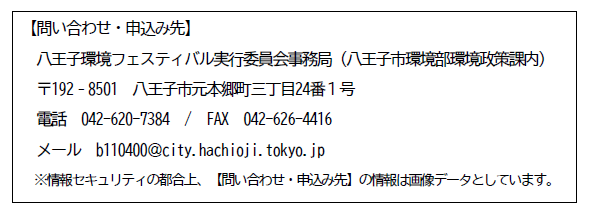 【問い合わせ・申込み先】
八王子環境フェスティバル実行委員会事務局（八王子市環境部環境政策課内）
〒192‐8501　八王子市元本郷町三丁目24番１号
電話　042-620-7384　/　FAX　042-626-4416
メール　b110400@city.hachioji.tokyo.jp
※情報セキュリティの都合上、【問い合わせ・申込み先】の情報は画像データとしています。